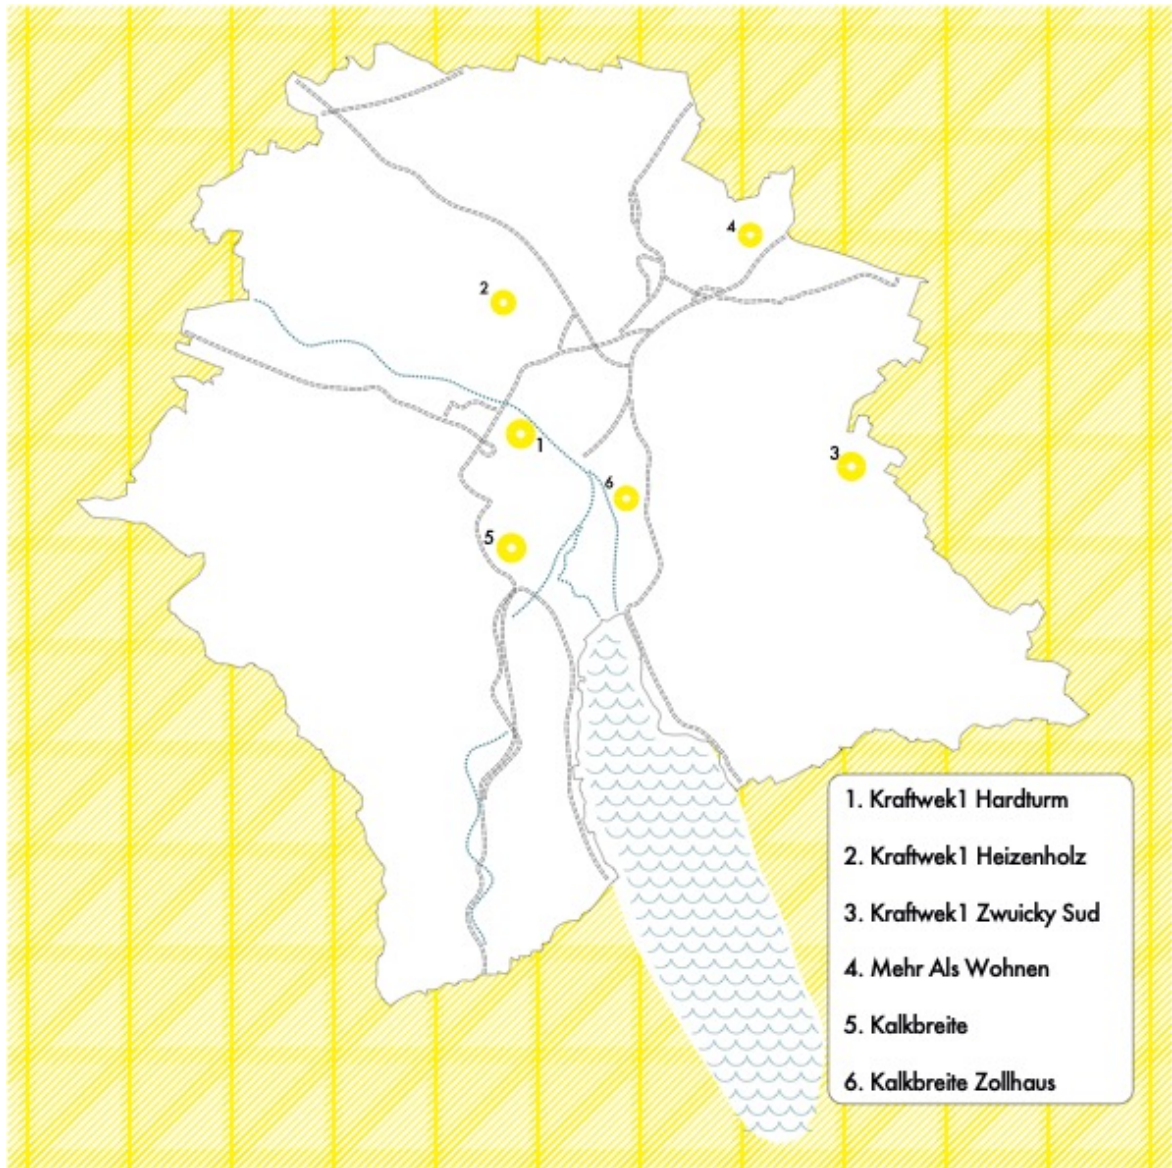 2
4
1
3
6
5
1. Kraftwek1 Hardturm
2. Kraftwek1 Heizenholz
3. Kraftwek1 Zwuicky Sud
4. Mehr Als Wohnen
5. Kalkbreite
6. Kalkbreite Zollhaus